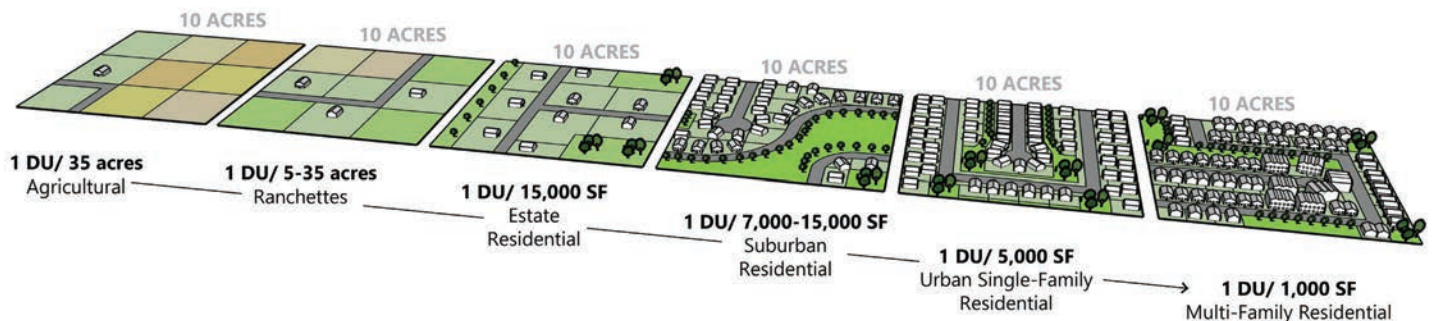 10 ACRES
10 ACRES
10 ACRES
10 ACRES
10 ACRES
10 ACRES
1 DU/ 35 acres
Agricultural
1 DU/ 5-35 acres
Ranchettes
1 DU/ 15,000 SF
Estate
Residential
1 DU/ 7,000-15,000 SF
Suburban
Residential
1 DU/ 5,000 SF
Urban Single-Family
Residential
1 DU/ 1,000 SF
Multi-Family Residential